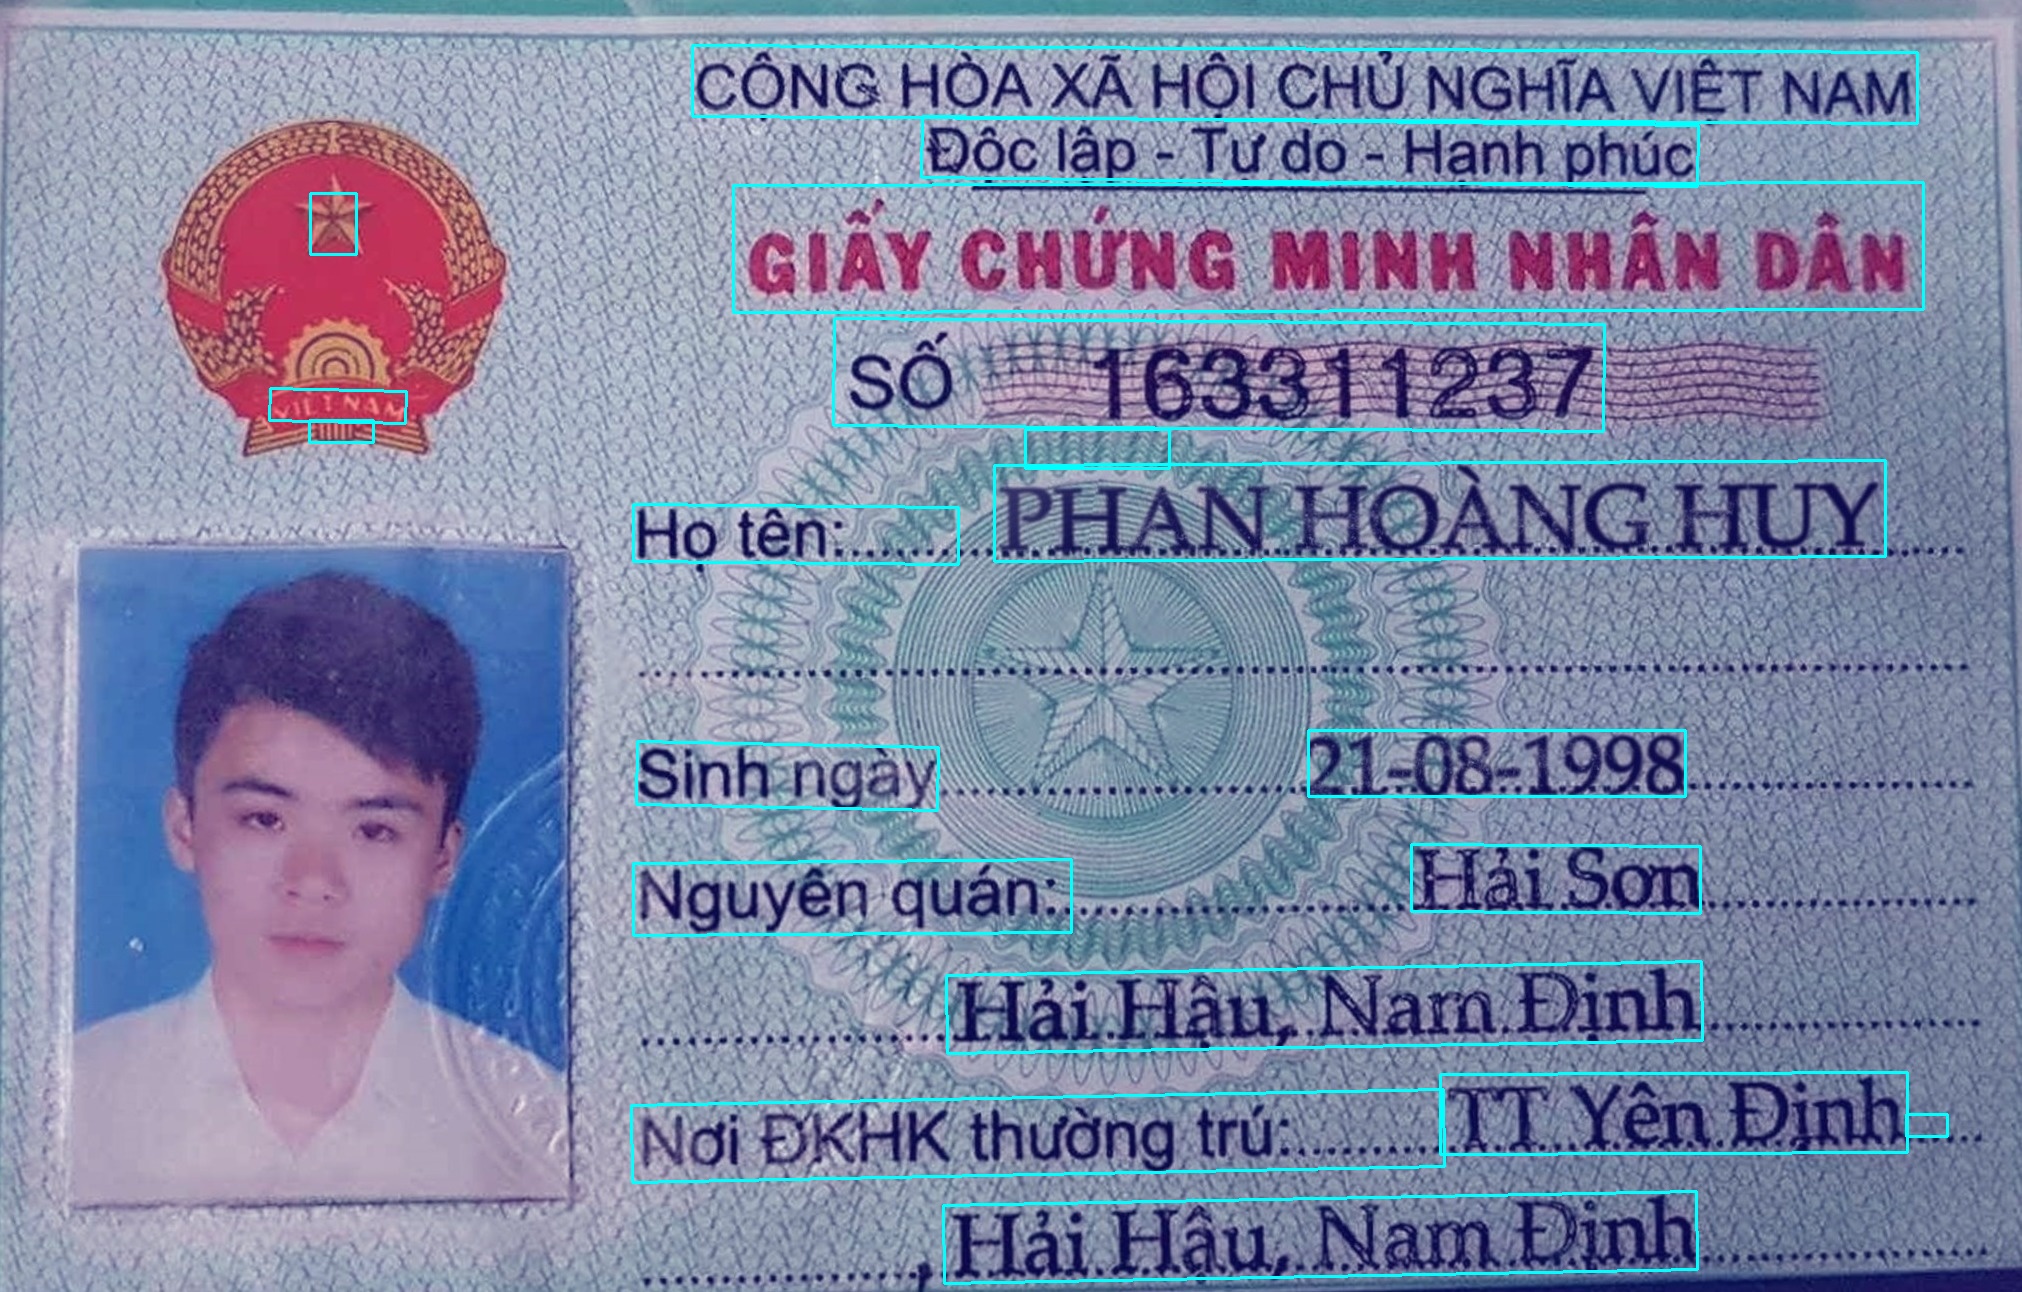 CỘNG HÒA XÃ HỘI CHỦ NGHĨA VIỆT NAM
Độc lập - Tự do - Hạnh phúc
GIẤY CHỨNG MINH NHÂN DÂN
SỐ 163311237
VIỆT NAM
Họ tên: PHAN HOÀNG HUY
Sinh ngày 21-08-1998
Nguyên quán: Hải Sơn
Hải Hậu, Nam Định
Nơi ĐKHK thường trú: TT Yên Định
, Hải Hậu, Nam Định